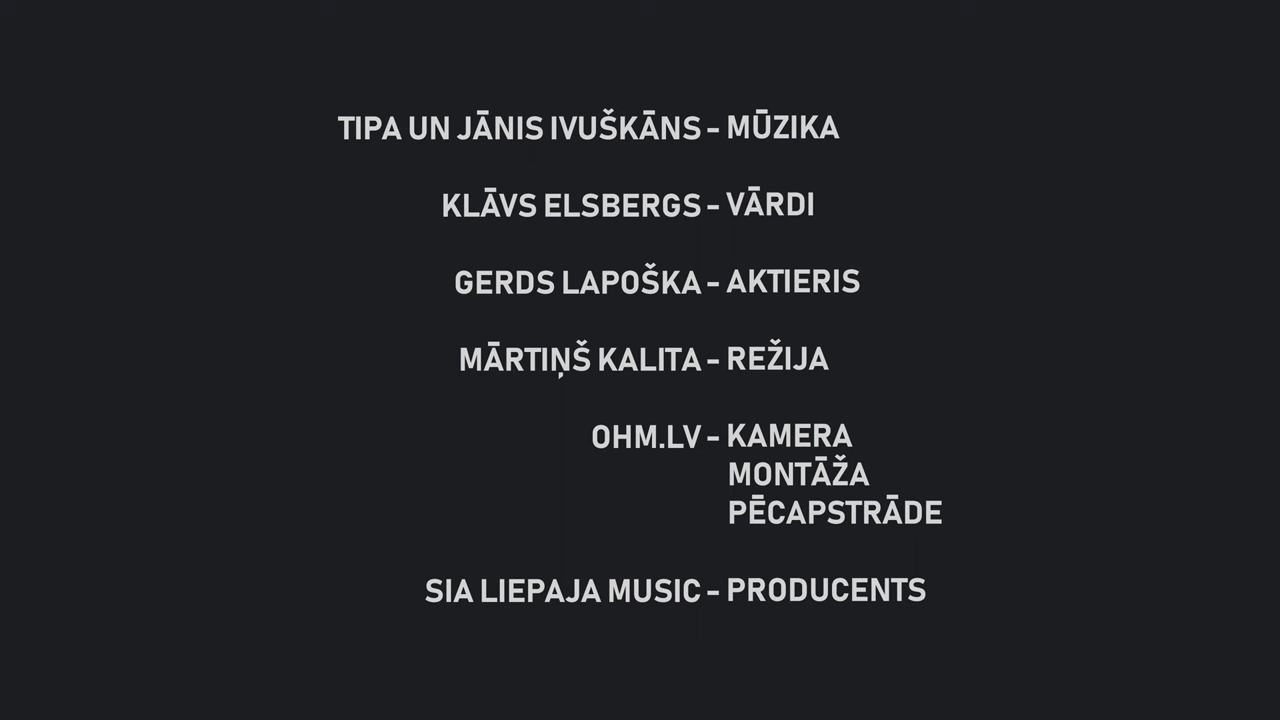 TIPA UN JĀNIS IVUŠKĀNS – MŪZIKA
KLĀVS ELSBERGS – VĀRDI
GERDS LAPOŠKA – AKTIERIS
MĀRTIŅŠ KALITA – REŽIJA
OHM.LV – KAMERA
MONTĀŽA
PĒCAPSTRĀDE
SIA LIEPAJA MUSIC – PRODUCENTS